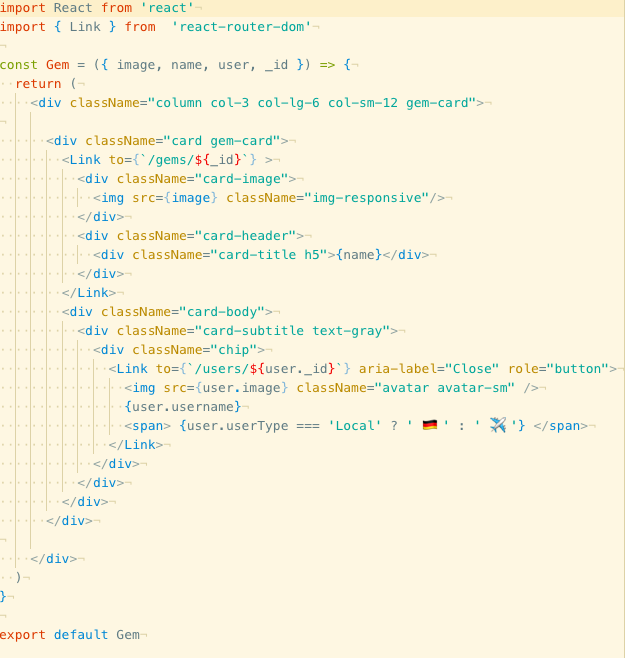 import React from 'react'
import { Link } from  'react-router-dom'

const Gem = ({ image, name, user, _id }) => {
  return (
    <div className="column col-3 col-lg-6 col-sm-12 gem-card">

      <div className="card gem-card">
        <Link to={`/gems/${_id}`} >
          <div className="card-image">
            <img src={image} className="img-responsive"/>
          </div>
          <div className="card-header">
            <div className="card-title h5">{name}</div>
          </div>
        </Link>
        <div className="card-body">
          <div className="card-subtitle text-gray">
            <div className="chip">
              <Link to={`/users/${user._id}`} aria-label="Close" role="button">
                <img src={user.image} className="avatar avatar-sm" />
                {user.username}
                <span> {user.userType === 'Local' ? ' 🇩🇪 ' : ' ✈️ '} </span>
              </Link>
            </div>
          </div>
        </div>
      </div>

    </div>
  )
}

export default Gem